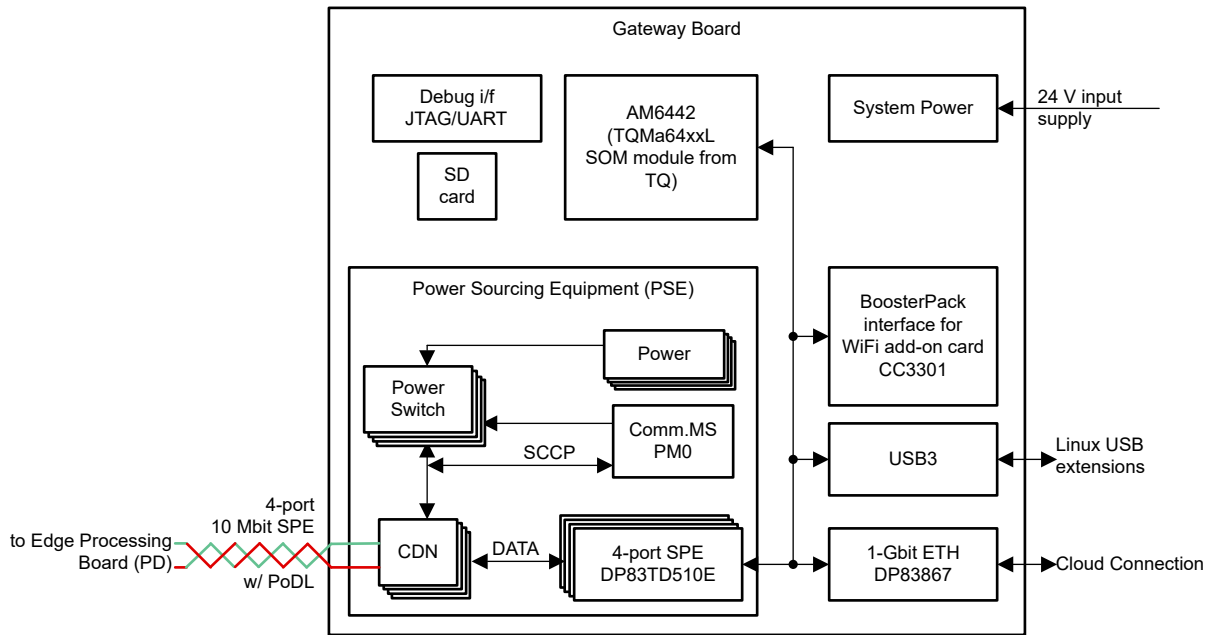 Gateway Board
Debug i/f
JTAG/UART
SD
card
AM6442
(TQMa64xxL
SOM module from
TQ)
System Power
24 V input
supply
Power Sourcing Equipment (PSE)
Power
Power
Switch
Comm.MS
PM0
SCCP
BoosterPack
interface for
WiFi add-on card
CC3301
USB3
Linux USB
extensions
4-port
10 Mbit SPE
to Edge Processing
Board (PD)
w/ PoDL
CDN
DATA
4-port SPE
DP83TD510E
1-Gbit ETH
DP83867
Cloud Connection